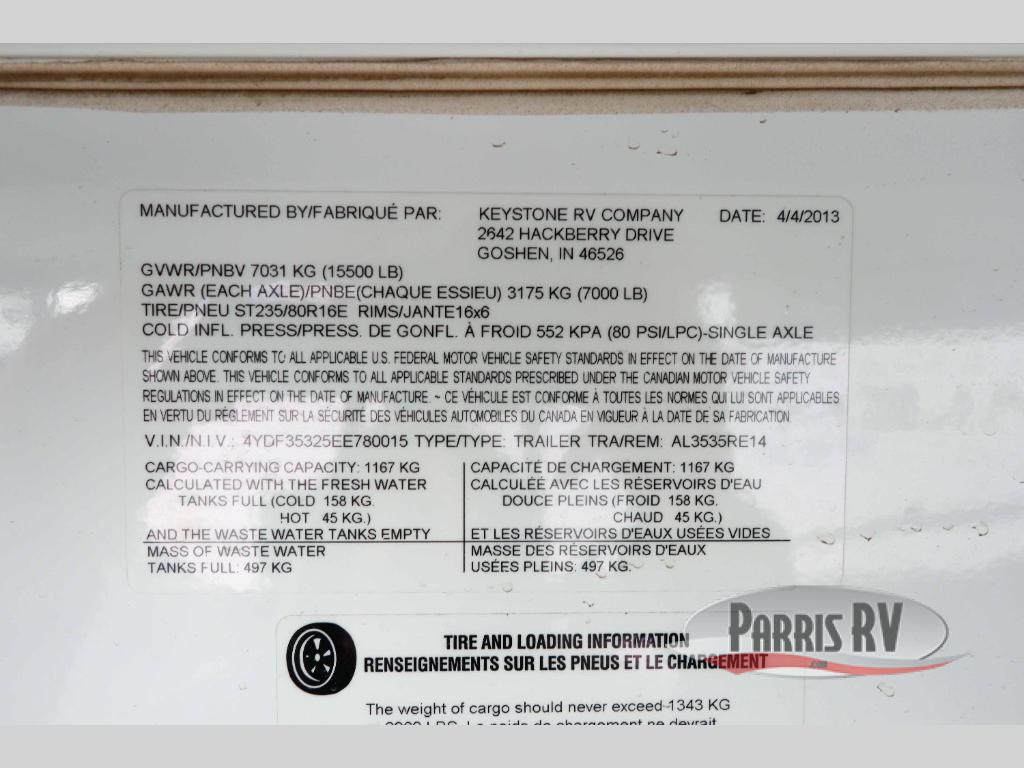 MANUFACTURED BY/FABRIQUÉ PAR: KEYSTONE RV COMPANY DATE: 4/4/2013
2642 HACKBERRY DRIVE
GOSHEN, IN 46526
GVWR/PNBV 7031 KG (15500 LB)
GAWR (EACH AXLE)/PNBE(CHAQUE ESSIEU) 3175 KG (7000 LB)
TIRE/PNEU ST235/80R16E RIMS/JANTE16x6
COLD INFL. PRESS/PRESS. DE GONFL. À FROID 552 KPA (80 PSI/LPC)-SINGLE AXLE
THIS VEHICLE CONFORMS TO ALL APPLICABLE U.S. FEDERAL MOTOR VEHICLE SAFETY STANDARDS IN EFFECT ON THE DATE OF MANUFACTURE
SHOWN ABOVE. THIS VEHICLE CONFORMS TO ALL APPLICABLE STANDARDS PRESCRIBED UNDER THE CANADIAN MOTOR VEHICLE SAFETY
REGULATIONS IN EFFECT ON THE DATE OF MANUFACTURE. ~ CE VÉHICULE EST CONFORME À TOUTES LES NORMES QUI LUI SONT APPLICABLES
EN VERTU DU RÉGLEMENT SUR LA SÉCURITÉ DES VÉHICULES AUTOMOBILES DU CANADA EN VIGUEUR À LA DATE DE SA FABRICATION.
V.I.N./N.I.V.: 4YDF35325EE780015 TYPE/TYPE: TRAILER TRA/REM: AL3535RE14
CARGO-CARRYING CAPACITY: 1167 KG
CALCULATED WITH THE FRESH WATER
TANKS FULL (COLD 158 KG.
HOT 45 KG.)
AND THE WASTE WATER TANKS EMPTY
MASS OF WASTE WATER
TANKS FULL: 497 KG
CAPACITÉ DE CHARGEMENT: 1167 KG
CALCULÉE AVEC LES RÉSERVOIRS D'EAU
DOUCE PLEINS (FROID 158 KG.
CHAUD 45 KG.)
ET LES RÉSERVOIRS D'EAUX USÉES VIDES
MASSE DES RÉSERVOIRS D'EAUX
USÉES PLEINS: 497 KG.
TIRE AND LOADING INFORMATION
RENSEIGNEMENTS SUR LES PNEUS ET LE CHARGEMENT
The weight of cargo should never exceed 1343 KG
LBS. Le poids de chargement ne devrait
PARRIS RV
.com